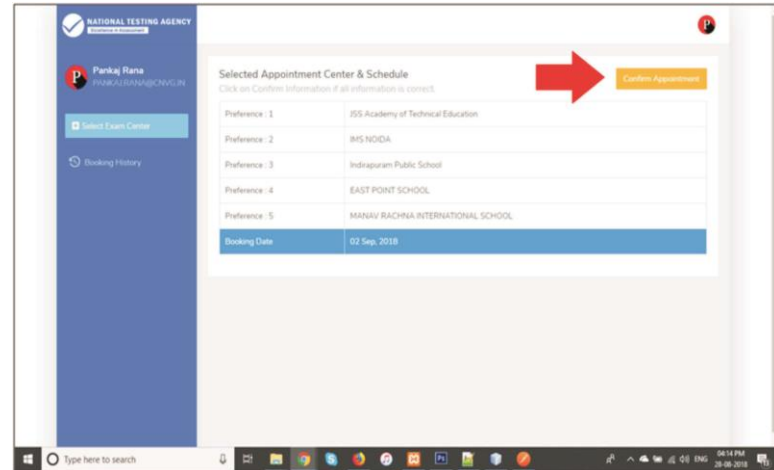 NATIONAL TESTING AGENCY
Excellence in Assessment
P
P
Pankaj Rana
PANKAJ.RANA@CNVG.IN
Select Exam Center
Booking History
Selected Appointment Center & Schedule
Click on Confirm Information if all information is correct.
Confirm Appointment
Preference : 1 JSS Academy of Technical Education
Preference : 2 IMS NOIDA
Preference : 3 Indirapuram Public School
Preference : 4 EAST POINT SCHOOL
Preference : 5 MANAV RACHNA INTERNATIONAL SCHOOL
Booking Date 02 Sep, 2018
Type here to search
Ps
ENG
04:14 PM
28-08-2018